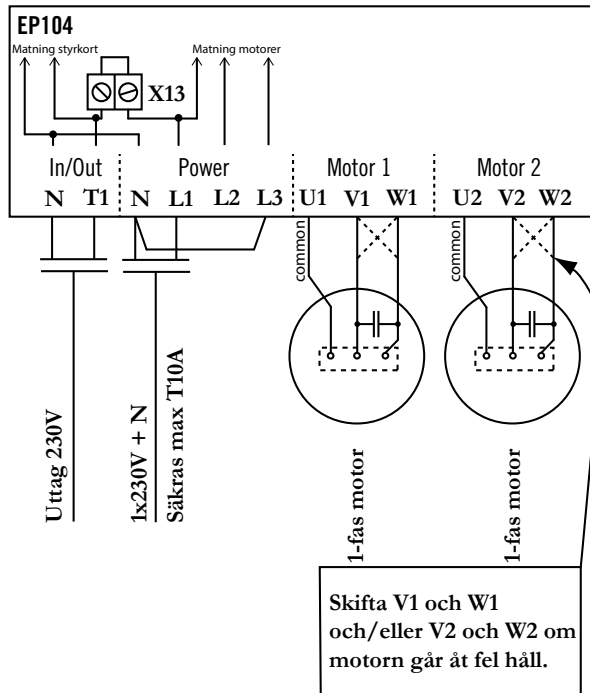 EP104
Matning styrkort
Matning motorer
X13
In/Out
Power
Motor 1
Motor 2
N T1 N L1 L2 L3 U1 V1 W1 U2 V2 W2
common
common
Uttag 230V
1x230V + N
Säkras max T10A
1-fas motor
1-fas motor
Skifta V1 och W1
och/eller V2 och W2 om
motorn går åt fel håll.